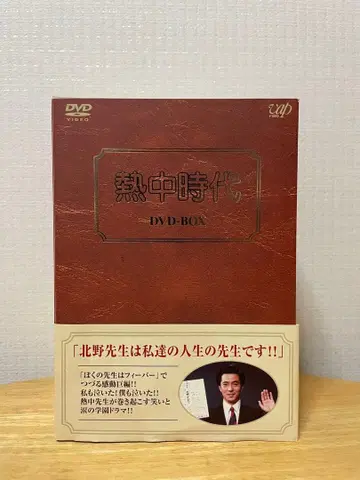 DVD
VIDEO
vap
熱中時代
DVD-BOX
「北野先生は私達の人生の先生です!!」
「ぼくの先生はフィーバー」で
つづる感動巨編!!
私も泣いた!僕も泣いた!!
熱中先生が巻き起こす笑いと
涙の学園ドラマ!!